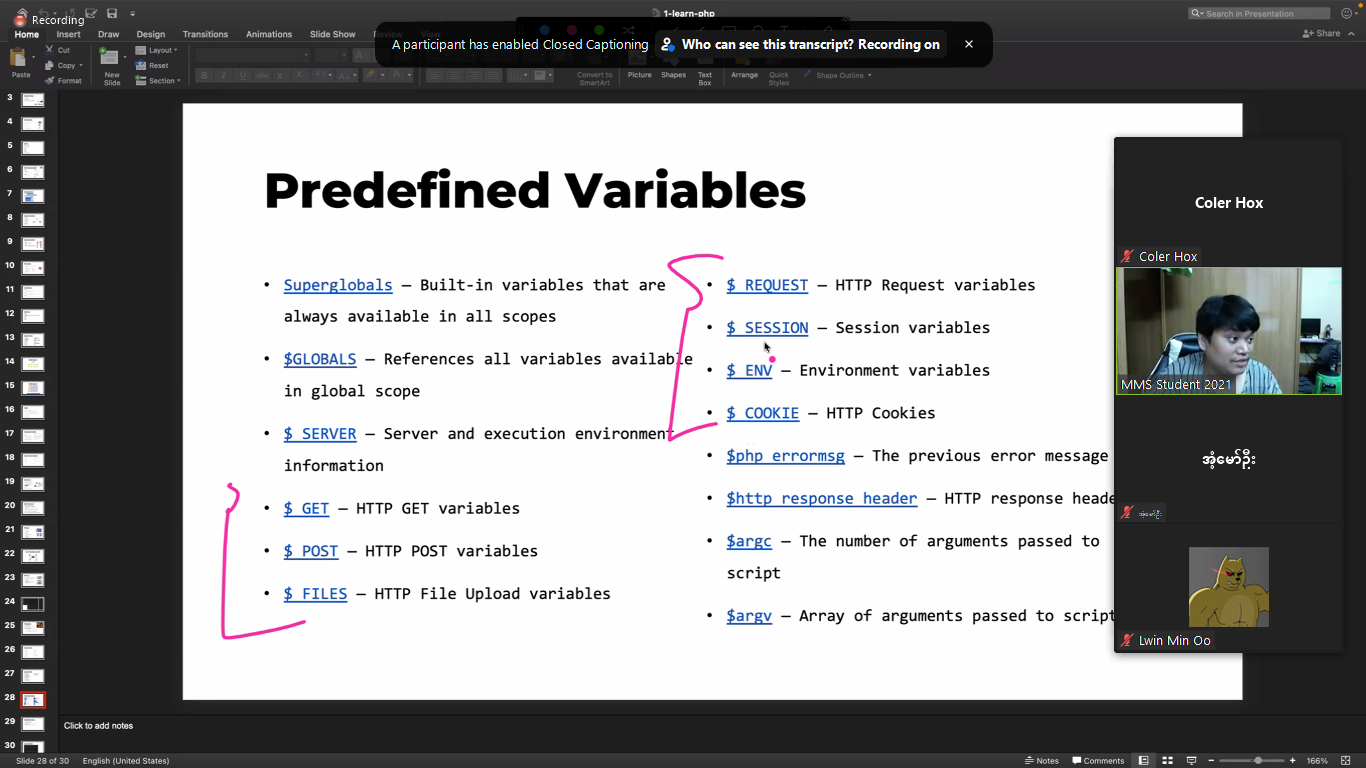 Recording
1-learn-php
Search in Presentation
Home Insert Draw Design Transitions Animations Slide Show
Share
A participant has enabled Closed Captioning Who can see this transcript? Recording on
Paste
Cut
Copy
Format
New Slide
Layout
Reset
Section
Convert to SmartArt
Picture
Shapes
Text Box
Arrange
Quick Styles
Shape Outline
3
4
5
6
7
8
9
10
11
12
13
14
15
16
17
18
19
20
21
22
23
24
25
26
27
28
29
30
Predefined Variables
• Superglobals – Built-in variables that are
always available in all scopes
• $GLOBALS – References all variables available
in global scope
• $_SERVER – Server and execution environment
information
• $_GET – HTTP GET variables
• $_POST – HTTP POST variables
• $_FILES – HTTP File Upload variables
• $_REQUEST – HTTP Request variables
• $_SESSION – Session variables
• $_ENV – Environment variables
• $_COOKIE – HTTP Cookies
• $php_errormsg – The previous error message
• $http_response_header – HTTP response heade
• $argc – The number of arguments passed to
script
• $argv – Array of arguments passed to script
Coler Hox
Coler Hox
MMS Student 2021
အံ့မော်ဦး
အံ့မော်ဦး
Lwin Min Oo
Click to add notes
Slide 28 of 30 English (United States)
Notes Comments 166%